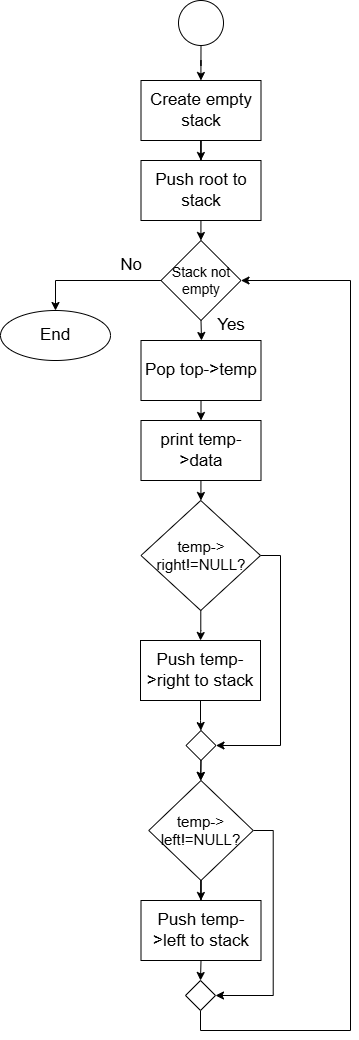 Create empty
stack
Push root to
stack
Stack not
empty
No
Yes
End
Pop top->temp
print temp-
>data
temp->
right!=NULL?
Push temp-
>right to stack
temp->
left!=NULL?
Push temp-
>left to stack